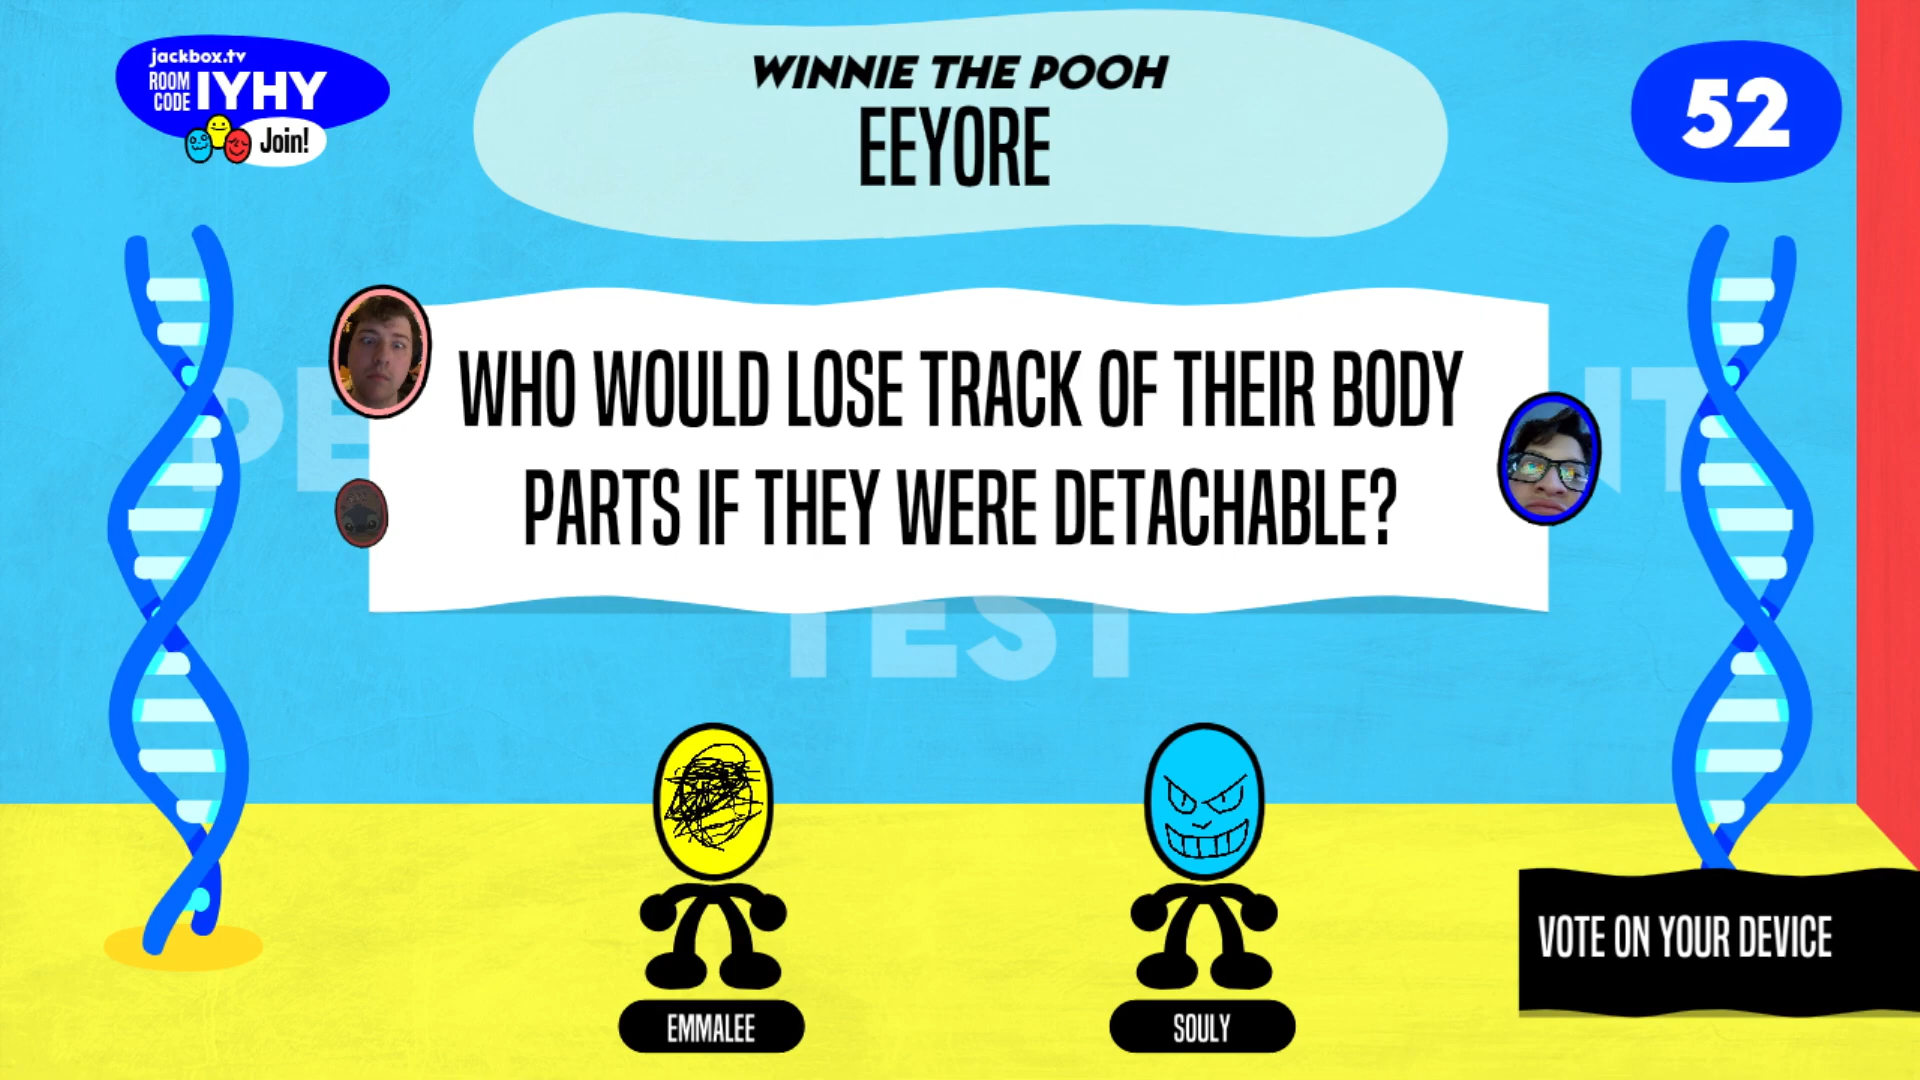 jackbox.tv
ROOM CODE IYHY
Join!
WINNIE THE POOH
EEYORE
52
WHO WOULD LOSE TRACK OF THEIR BODY
PARTS IF THEY WERE DETACHABLE?
TEST
EMMALEE
SOULY
VOTE ON YOUR DEVICE